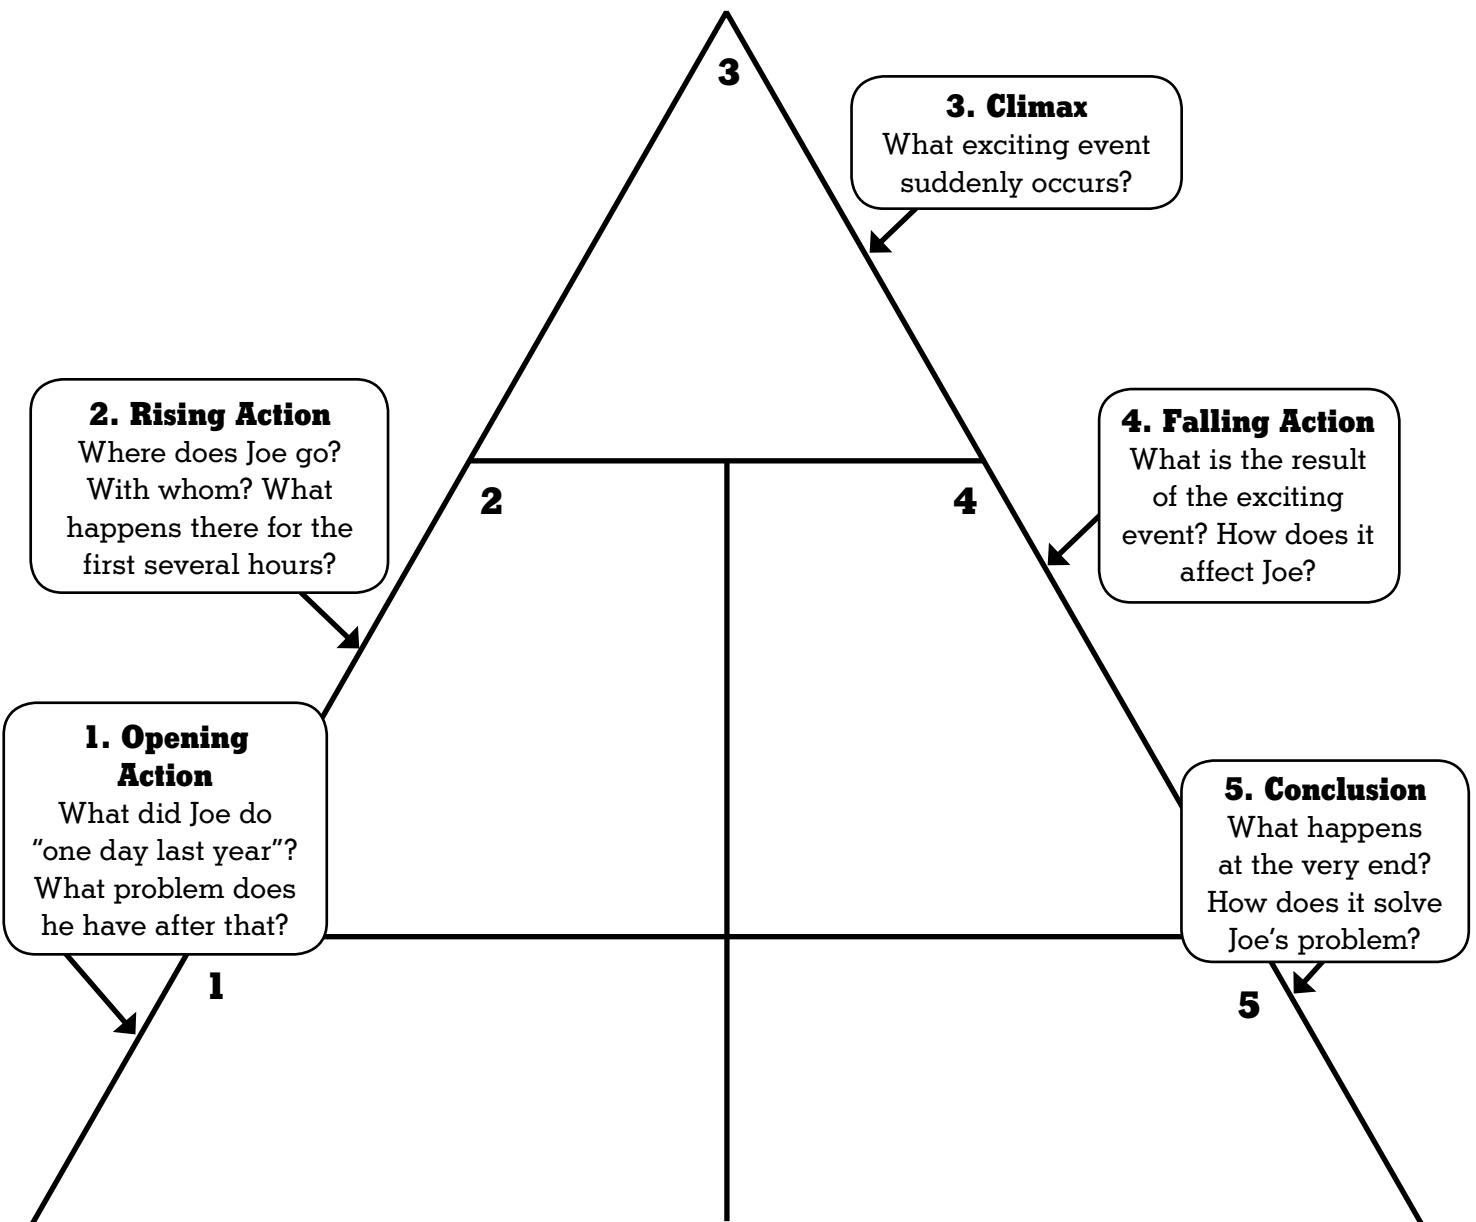 3
3. Climax
What exciting event
suddenly occurs?
2. Rising Action
Where does Joe go?
With whom? What
happens there for the
first several hours?
4. Falling Action
What is the result
of the exciting
event? How does it
affect Joe?
2
4
1. Opening
Action
What did Joe do
“one day last year”?
What problem does
he have after that?
5. Conclusion
What happens
at the very end?
How does it solve
Joe’s problem?
1
5